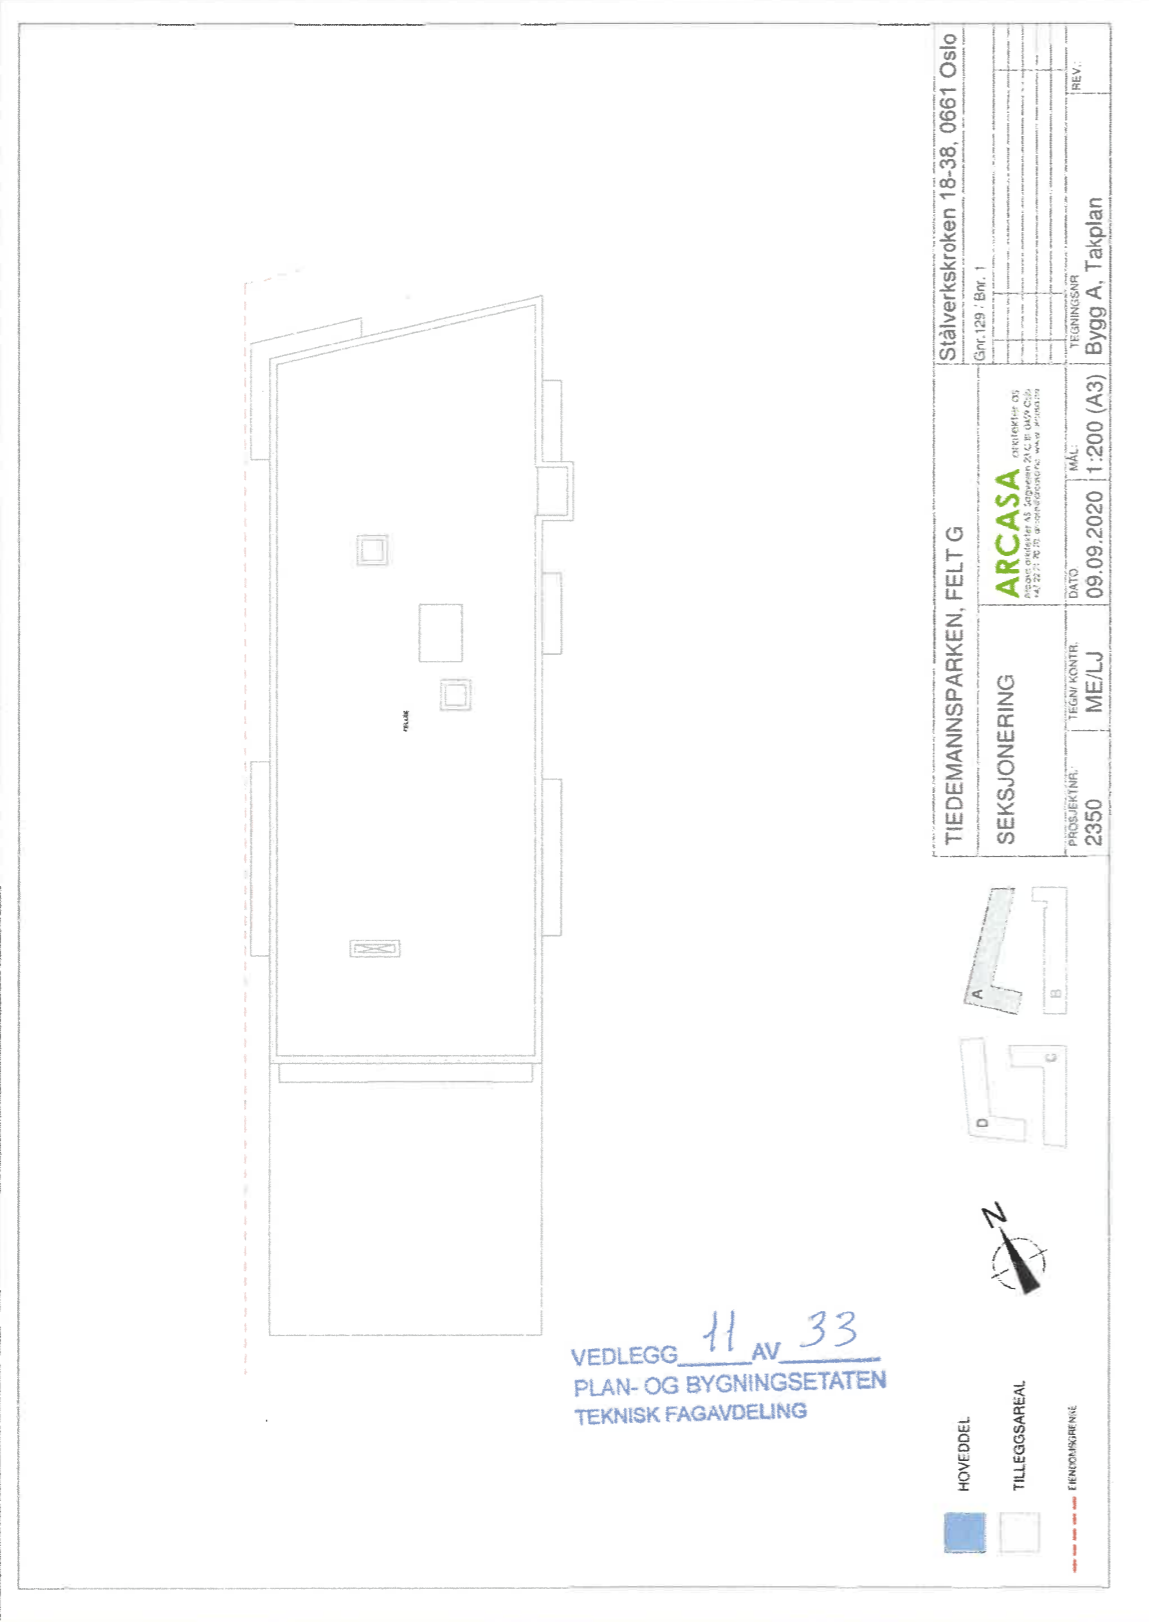 FELLES
TIEDEMANNSPARKEN, FELT G
Stålverkskroken 18-38, 0661 Oslo
Gnr.129 / Bnr. 1
SEKSJONERING
ARCASA arkitekter as
PROSJEKTNR.
2350
TEGN/ KONTR.
ME/LJ
DATO
09.09.2020
MÅL:
1:200 (A3)
TEGNINGSNR
Bygg A, Takplan
REV.:
A
B
C
D
N
VEDLEGG 11 AV 33
PLAN- OG BYGNINGSETATEN
TEKNISK FAGAVDELING
HOVEDDEL
TILLEGGSAREAL
EIENDOMSGRENSE